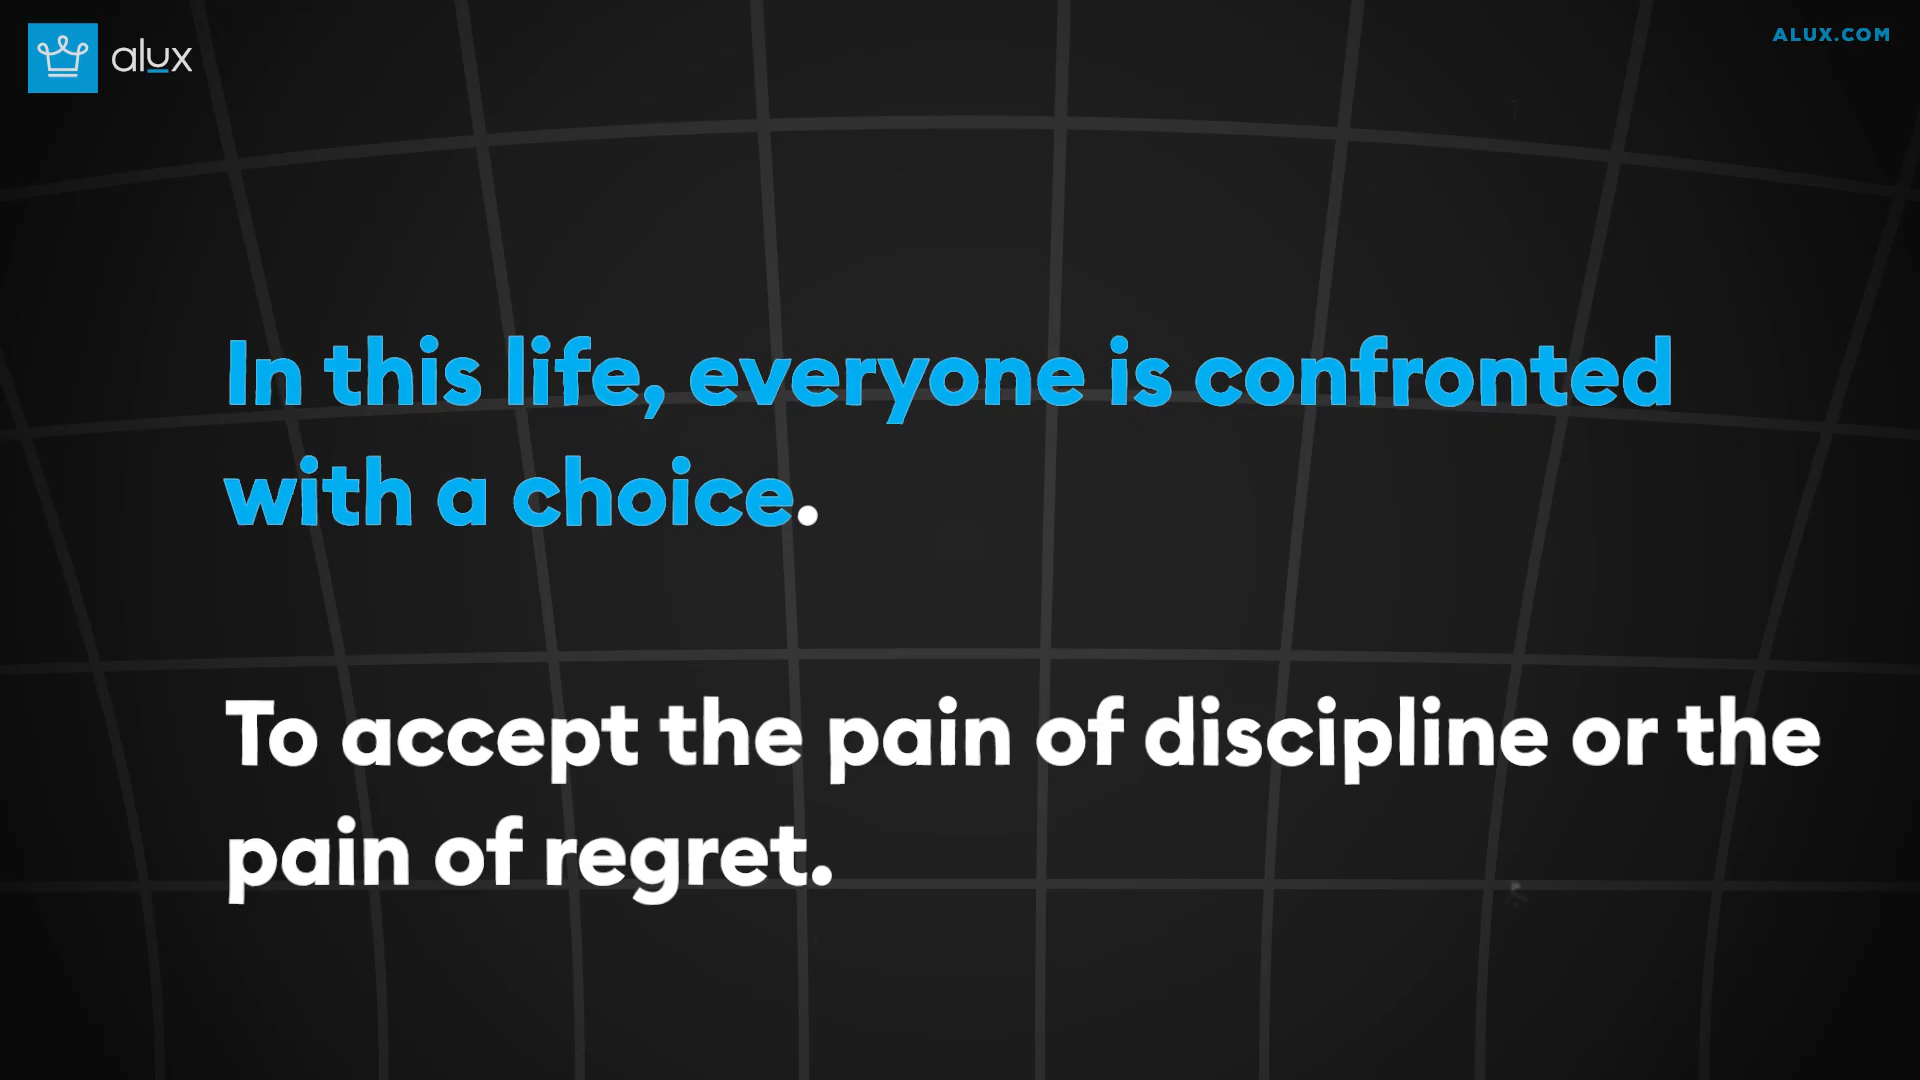 alux
ALUX.COM
In this life, everyone is confronted
with a choice.
To accept the pain of discipline or the
pain of regret.